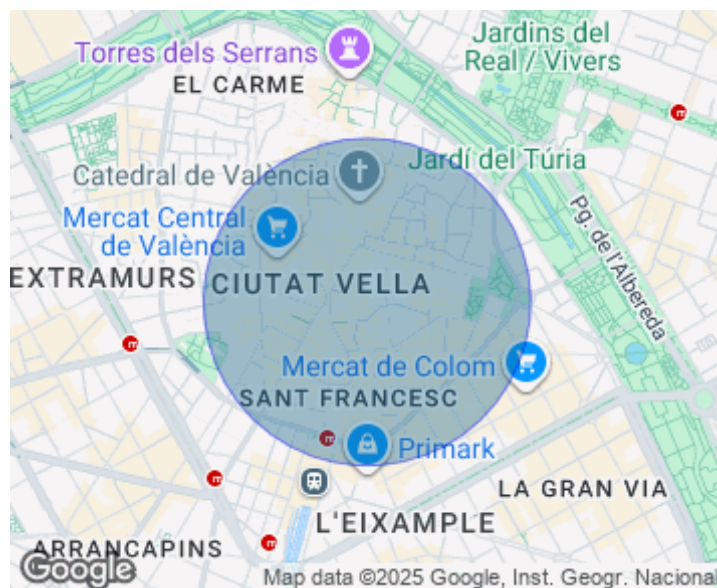 Torres dels Serrans
EL CARME
Jardins del
Real / Vivers
Catedral de València
Jardí del Túria
Mercat Central
de València
Pg. de l'Albereda
EXTRAMURS
CIUTAT VELLA
Mercat de Colom
SANT FRANCESC
Primark
LA GRAN VIA
L'EIXAMPLE
ARRANCAPINS
Google
Map data ©2025 Google, Inst. Geogr. Nacional